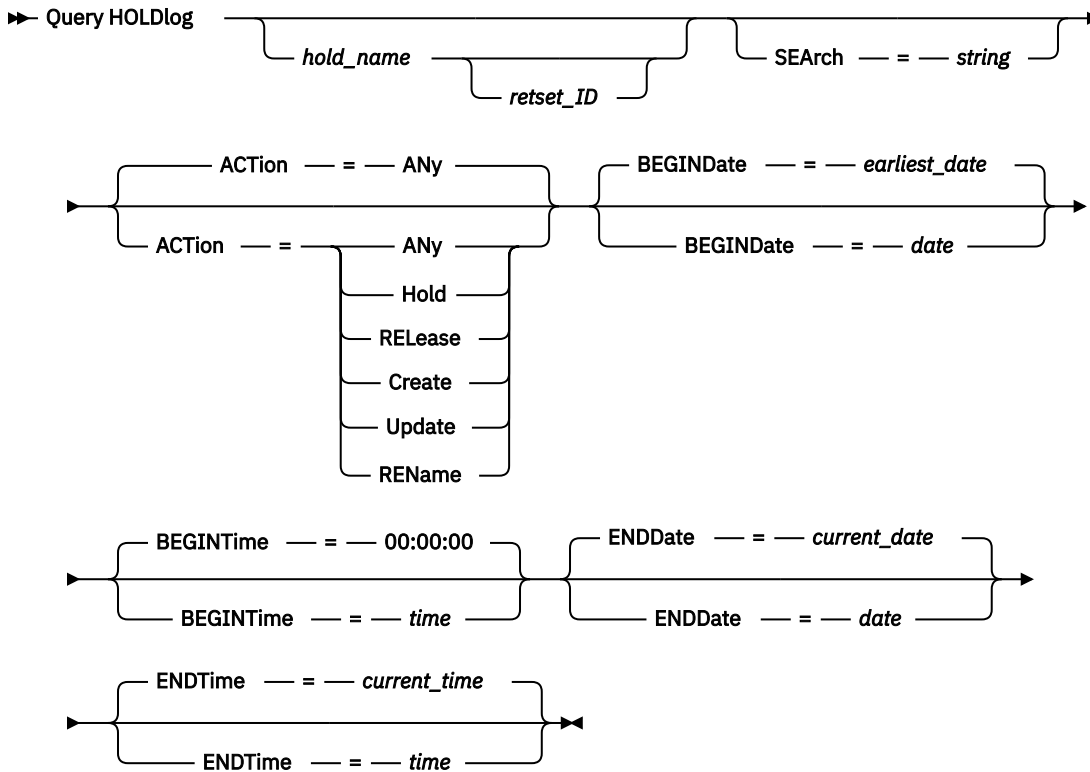 Query HOLDlog
hold_name
retset_ID
SEArch = string
ACTion = ANy
ACTion = ANy
Hold
RELease
Create
Update
REName
BEGINDate = earliest_date
BEGINDate = date
BEGINTime = 00:00:00
BEGINTime = time
ENDDate = current_date
ENDDate = date
ENDTime = current_time
ENDTime = time